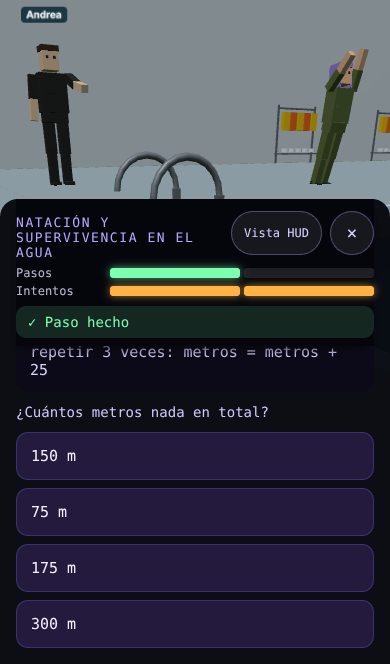 Andrea
NATACIÓN Y
SUPERVIVENCIA EN EL
AGUA
Vista HUD
×
Pasos
Intentos
✓ Paso hecho
repetir 3 veces: metros = metros +
25
¿Cuántos metros nada en total?
150 m
75 m
175 m
300 m